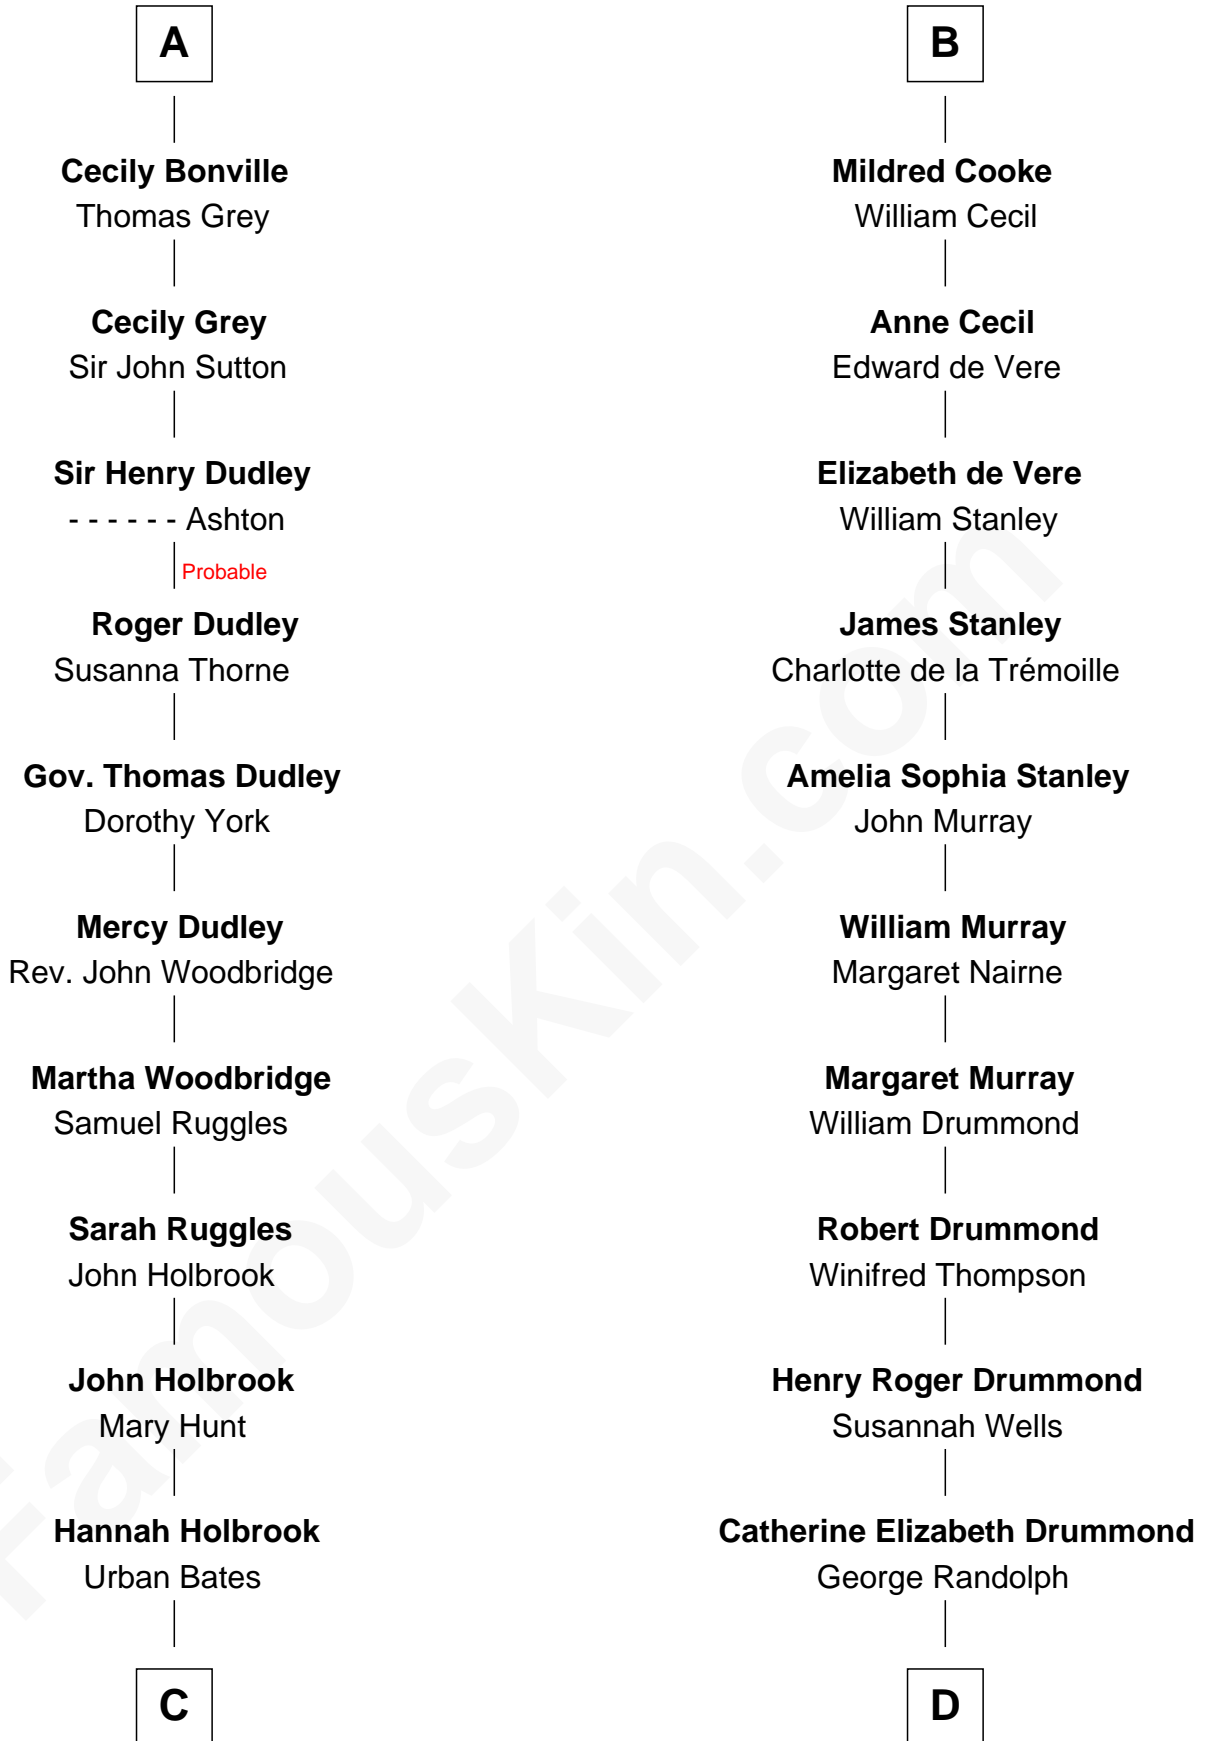 A
Cecily Bonville
Thomas Grey
Cecily Grey
Sir John Sutton
Sir Henry Dudley
- - - - - - Ashton
Probable
Roger Dudley
Susanna Thorne
Gov. Thomas Dudley
Dorothy York
Mercy Dudley
Rev. John Woodbridge
Martha Woodbridge
Samuel Ruggles
Sarah Ruggles
John Holbrook
John Holbrook
Mary Hunt
Hannah Holbrook
Urban Bates
C
B
Mildred Cooke
William Cecil
Anne Cecil
Edward de Vere
Elizabeth de Vere
William Stanley
James Stanley
Charlotte de la Trémoille
Amelia Sophia Stanley
John Murray
William Murray
Margaret Nairne
Margaret Murray
William Drummond
Robert Drummond
Winifred Thompson
Henry Roger Drummond
Susannah Wells
Catherine Elizabeth Drummond
George Randolph
D
FamousKin.com